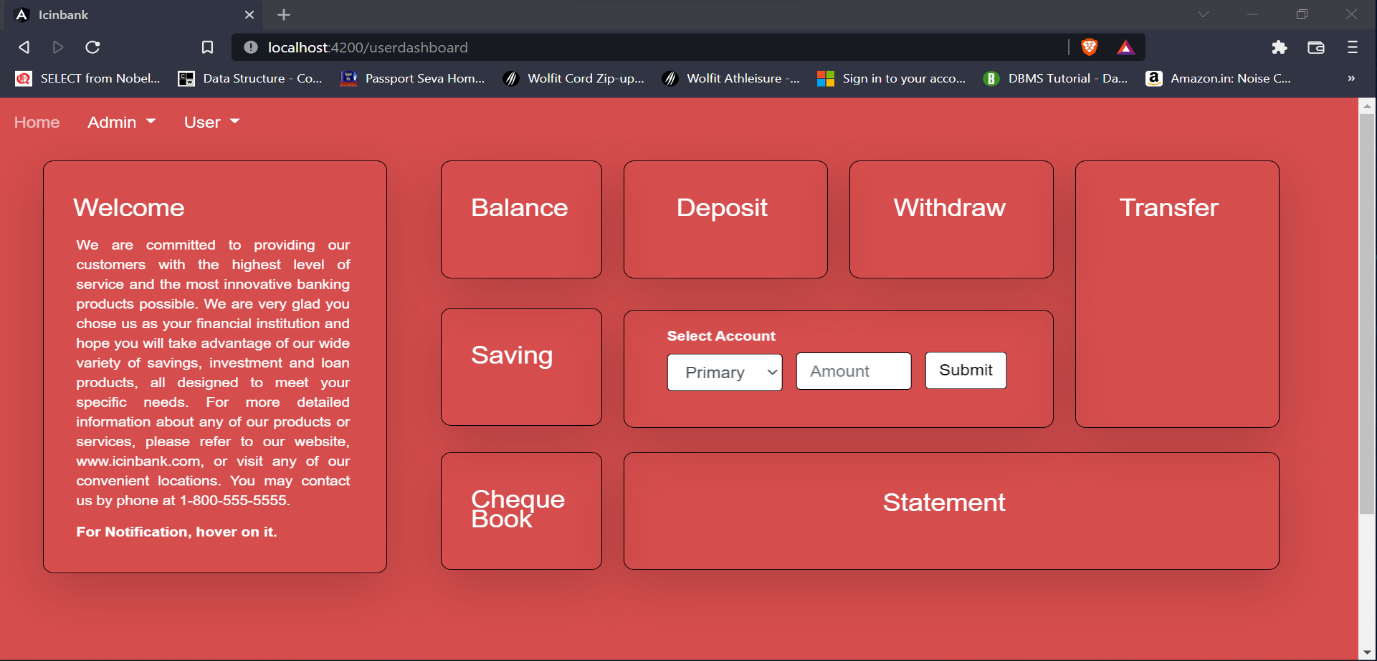 Icinbank
localhost:4200/userdashboard
SELECT from Nobel...
Data Structure - Co...
Passport Seva Hom...
Wolfit Cord Zip-up...
Wolfit Athleisure -...
Sign in to your acco...
DBMS Tutorial - Da...
Amazon.in: Noise C...
»
Home
Admin
User
Welcome
We are committed to providing our
customers with the highest level of
service and the most innovative banking
products possible. We are very glad you
chose us as your financial institution and
hope you will take advantage of our wide
variety of savings, investment and loan
products, all designed to meet your
specific needs. For more detailed
information about any of our products or
services, please refer to our website,
www.icinbank.com, or visit any of our
convenient locations. You may contact
us by phone at 1-800-555-5555.
For Notification, hover on it.
Balance
Deposit
Withdraw
Transfer
Saving
Select Account
Primary
Amount
Submit
Cheque
Book
Statement